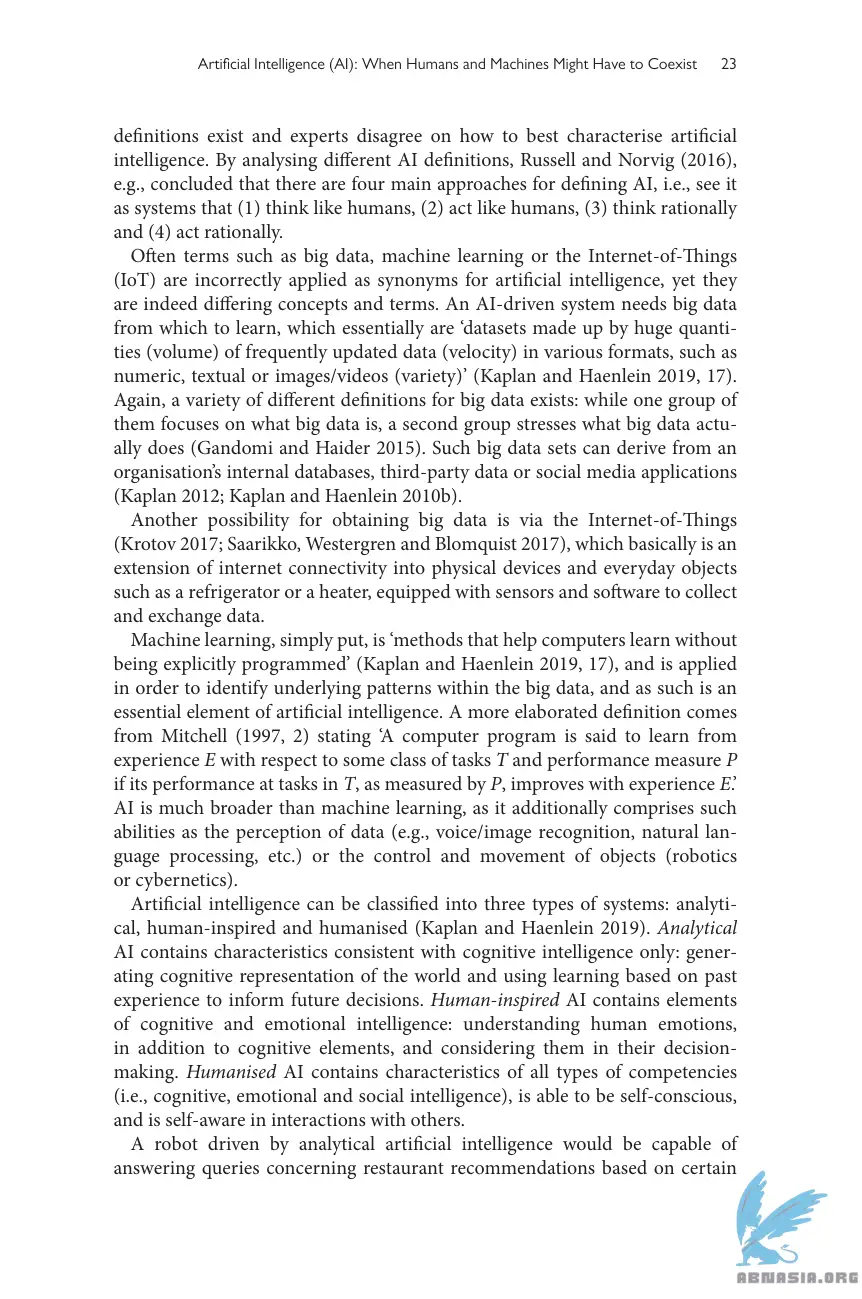 Artificial Intelligence (AI): When Humans and Machines Might Have to Coexist 23
definitions exist and experts disagree on how to best characterise artificial
intelligence. By analysing different AI definitions, Russell and Norvig (2016),
e.g., concluded that there are four main approaches for defining AI, i.e., see it
as systems that (1) think like humans, (2) act like humans, (3) think rationally
and (4) act rationally.
Often terms such as big data, machine learning or the Internet-of-Things
(IoT) are incorrectly applied as synonyms for artificial intelligence, yet they
are indeed differing concepts and terms. An AI-driven system needs big data
from which to learn, which essentially are ‘datasets made up by huge quanti-
ties (volume) of frequently updated data (velocity) in various formats, such as
numeric, textual or images/videos (variety)’ (Kaplan and Haenlein 2019, 17).
Again, a variety of different definitions for big data exists: while one group of
them focuses on what big data is, a second group stresses what big data actu-
ally does (Gandomi and Haider 2015). Such big data sets can derive from an
organisation’s internal databases, third-party data or social media applications
(Kaplan 2012; Kaplan and Haenlein 2010b).
Another possibility for obtaining big data is via the Internet-of-Things
(Krotov 2017; Saarikko, Westergren and Blomquist 2017), which basically is an
extension of internet connectivity into physical devices and everyday objects
such as a refrigerator or a heater, equipped with sensors and software to collect
and exchange data.
Machine learning, simply put, is ‘methods that help computers learn without
being explicitly programmed’ (Kaplan and Haenlein 2019, 17), and is applied
in order to identify underlying patterns within the big data, and as such is an
essential element of artificial intelligence. A more elaborated definition comes
from Mitchell (1997, 2) stating ‘A computer program is said to learn from
experience E with respect to some class of tasks T and performance measure P
if its performance at tasks in T, as measured by P, improves with experience E.’
AI is much broader than machine learning, as it additionally comprises such
abilities as the perception of data (e.g., voice/image recognition, natural lan-
guage processing, etc.) or the control and movement of objects (robotics
or cybernetics).
Artificial intelligence can be classified into three types of systems: analyti-
cal, human-inspired and humanised (Kaplan and Haenlein 2019). Analytical
AI contains characteristics consistent with cognitive intelligence only: gener-
ating cognitive representation of the world and using learning based on past
experience to inform future decisions. Human-inspired AI contains elements
of cognitive and emotional intelligence: understanding human emotions,
in addition to cognitive elements, and considering them in their decision-
making. Humanised AI contains characteristics of all types of competencies
(i.e., cognitive, emotional and social intelligence), is able to be self-conscious,
and is self-aware in interactions with others.
A robot driven by analytical artificial intelligence would be capable of
answering queries concerning restaurant recommendations based on certain
ABNASIA.ORG